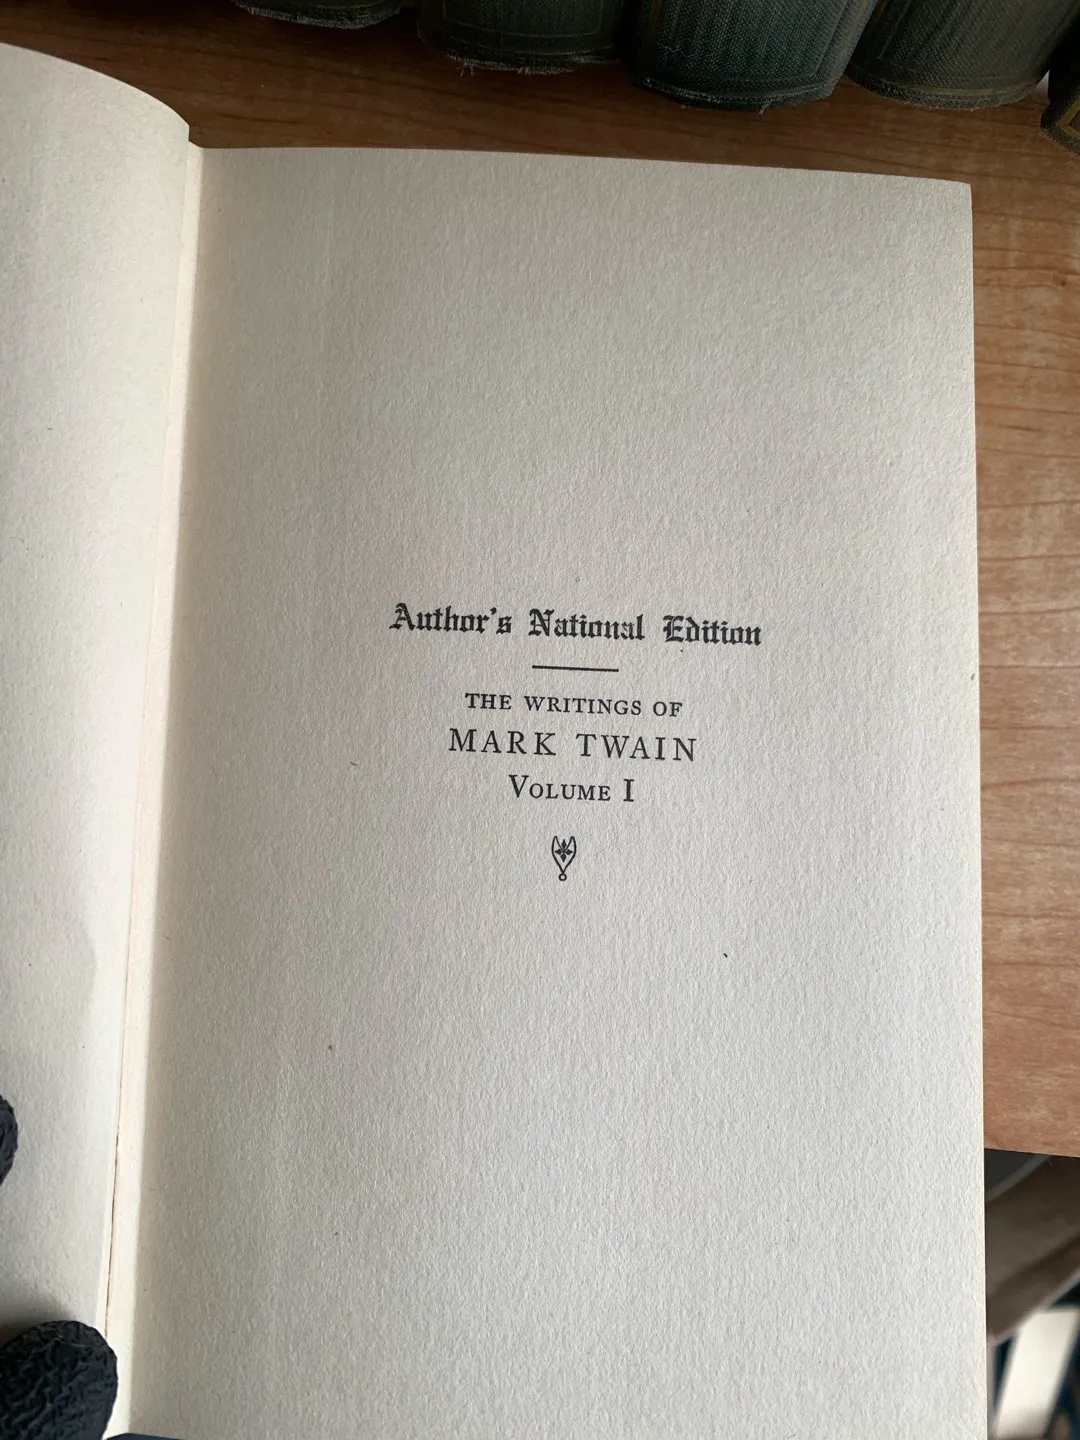 Author's National Edition
THE WRITINGS OF
MARK TWAIN
VOLUME I